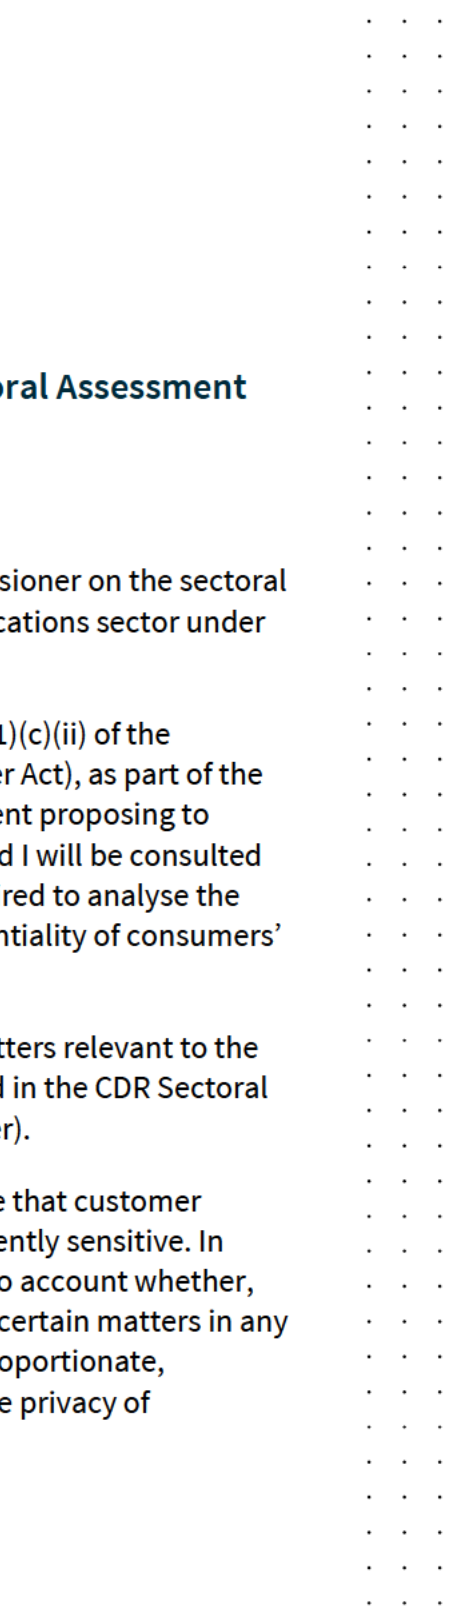 oral Assessment
sioner on the sectoral
cations sector under
1)(c)(ii) of the
er Act), as part of the
ent proposing to
d I will be consulted
red to analyse the
ntiality of consumers’
tters relevant to the
d in the CDR Sectoral
er).
e that customer
ently sensitive. In
o account whether,
certain matters in any
oportionate,
e privacy of